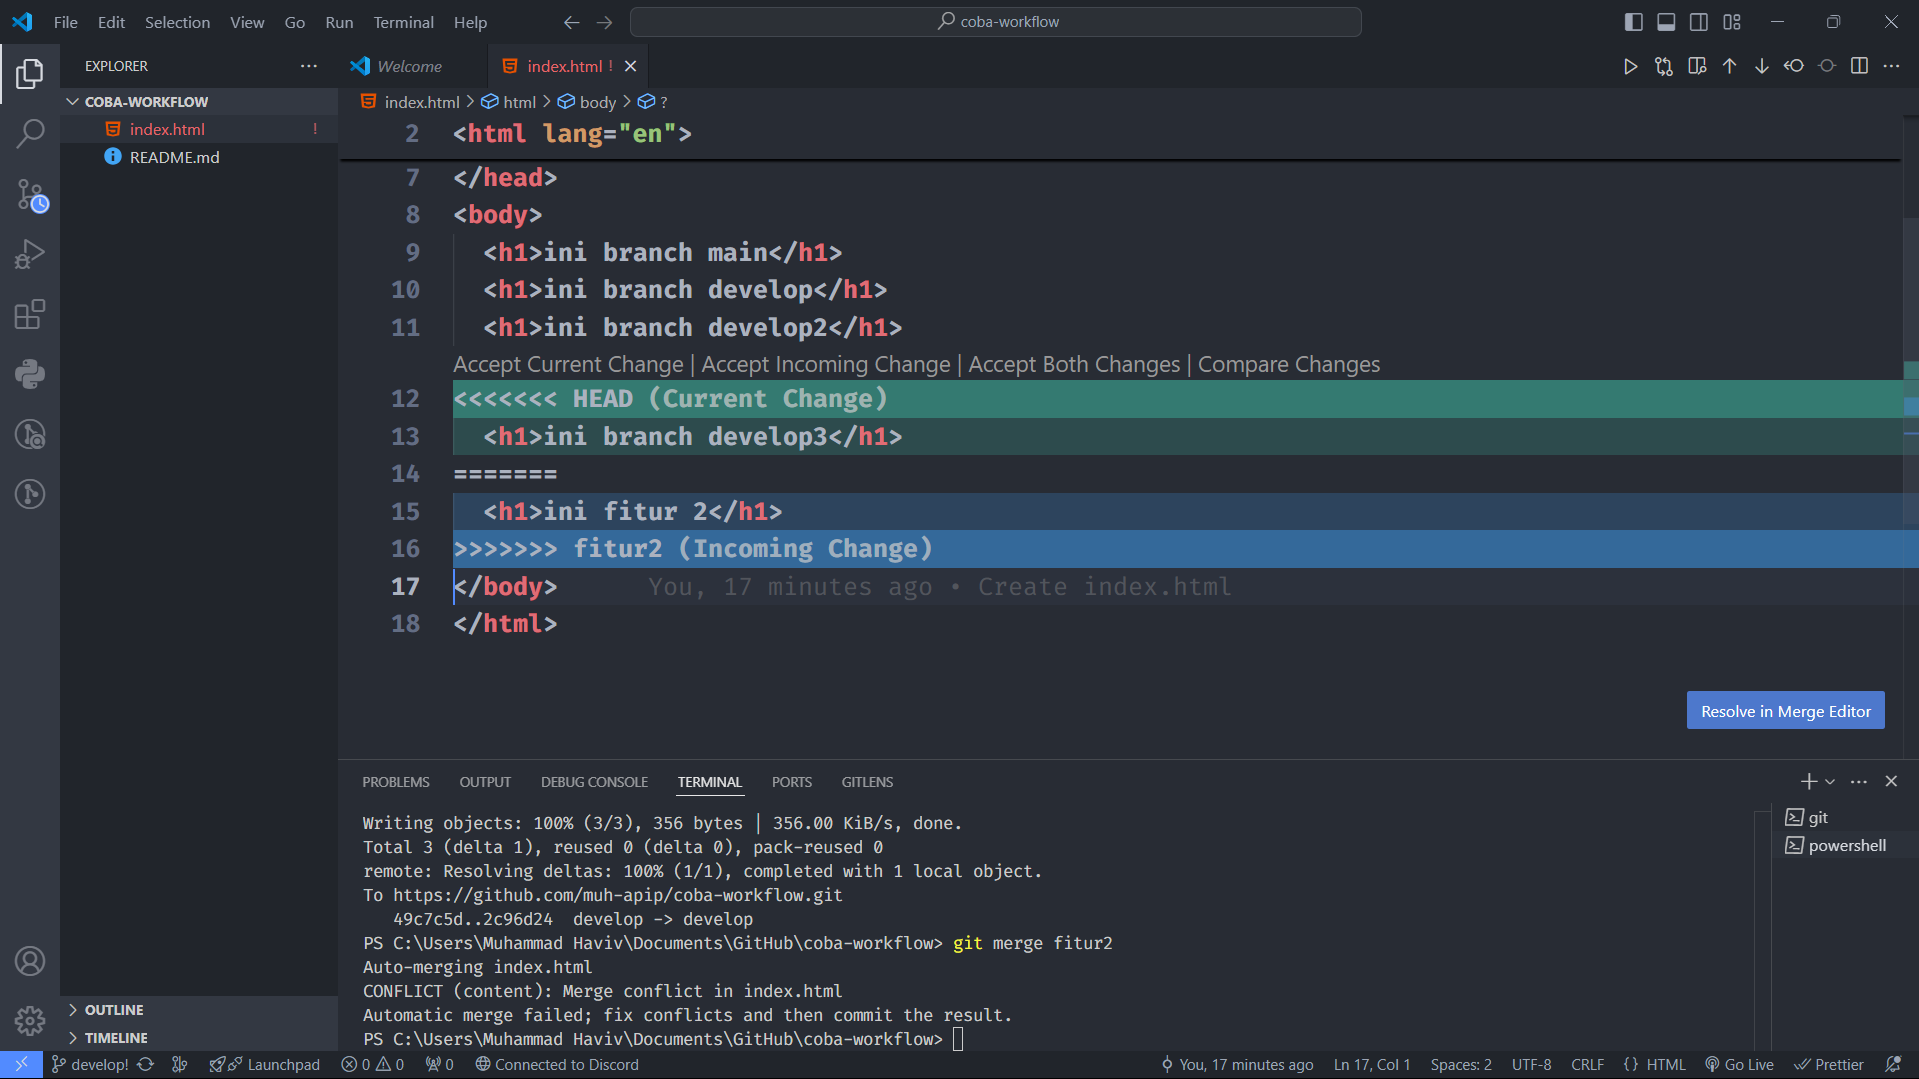 File Edit Selection View Go Run Terminal Help
coba-workflow
EXPLORER
COBA-WORKFLOW
index.html !
README.md
OUTLINE
TIMELINE
Welcome
index.html !
index.html > html > body > ?
2 <html lang="en">
7 </head>
8 <body>
9 <h1>ini branch main</h1>
10 <h1>ini branch develop</h1>
11 <h1>ini branch develop2</h1>
Accept Current Change | Accept Incoming Change | Accept Both Changes | Compare Changes
12 <<<<<<< HEAD (Current Change)
13 <h1>ini branch develop3</h1>
14 =======
15 <h1>ini fitur 2</h1>
16 >>>>>>> fitur2 (Incoming Change)
17 </body> You, 17 minutes ago • Create index.html
18 </html>
Resolve in Merge Editor
PROBLEMS OUTPUT DEBUG CONSOLE TERMINAL PORTS GITLENS
Writing objects: 100% (3/3), 356 bytes | 356.00 KiB/s, done.
Total 3 (delta 1), reused 0 (delta 0), pack-reused 0
remote: Resolving deltas: 100% (1/1), completed with 1 local object.
To https://github.com/muh-apip/coba-workflow.git
49c7c5d..2c96d24 develop -> develop
PS C:\Users\Muhammad Haviv\Documents\GitHub\coba-workflow> git merge fitur2
Auto-merging index.html
CONFLICT (content): Merge conflict in index.html
Automatic merge failed; fix conflicts and then commit the result.
PS C:\Users\Muhammad Haviv\Documents\GitHub\coba-workflow>
git
powershell
develop! Launchpad 0 0 0 Connected to Discord You, 17 minutes ago Ln 17, Col 1 Spaces: 2 UTF-8 CRLF {} HTML Go Live Prettier